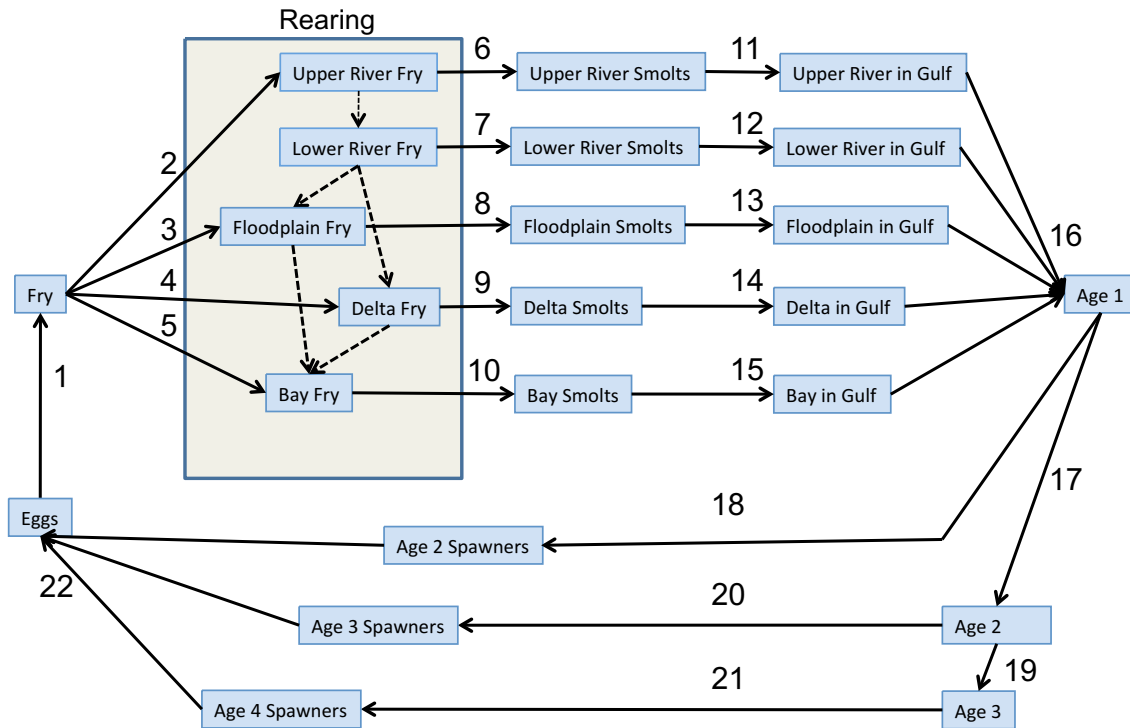 Rearing
6
11
Upper River Fry
Upper River Smolts
Upper River in Gulf
2
7
12
Lower River Fry
Lower River Smolts
Lower River in Gulf
3
8
13
Floodplain Fry
Floodplain Smolts
Floodplain in Gulf
16
Fry
4
9
14
Delta Fry
Delta Smolts
Delta in Gulf
Age 1
5
1
10
15
Bay Fry
Bay Smolts
Bay in Gulf
17
Eggs
18
Age 2 Spawners
22
20
Age 3 Spawners
Age 2
19
21
Age 4 Spawners
Age 3